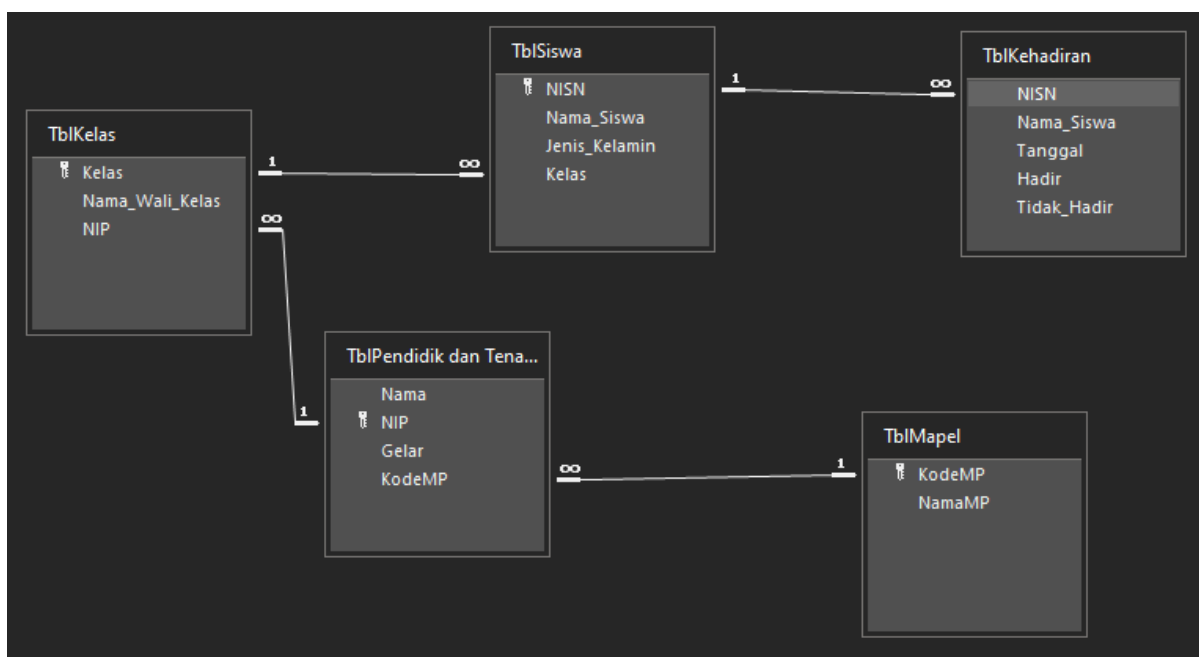 TblSiswa
NISN
Nama_Siswa
Jenis_Kelamin
Kelas
TblKehadiran
NISN
Nama_Siswa
Tanggal
Hadir
Tidak_Hadir
1
∞
TblKelas
Kelas
Nama_Wali_Kelas
NIP
1
∞
∞
1
TblPendidik dan Tena...
Nama
NIP
Gelar
KodeMP
∞
1
TblMapel
KodeMP
NamaMP